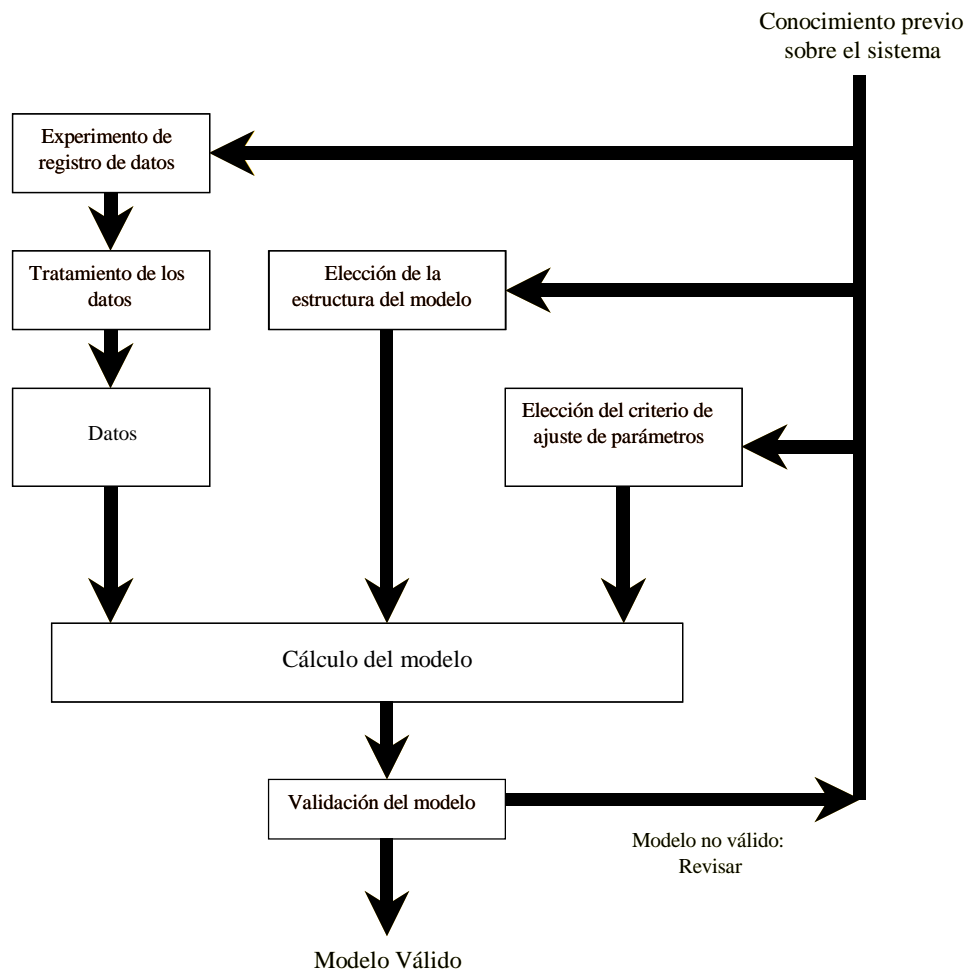 Conocimiento previo
sobre el sistema
Experimento de
registro de datos
Tratamiento de los
datos
Elección de la
estructura del modelo
Datos
Elección del criterio de
ajuste de parámetros
Cálculo del modelo
Validación del modelo
Modelo no válido:
Revisar
Modelo Válido